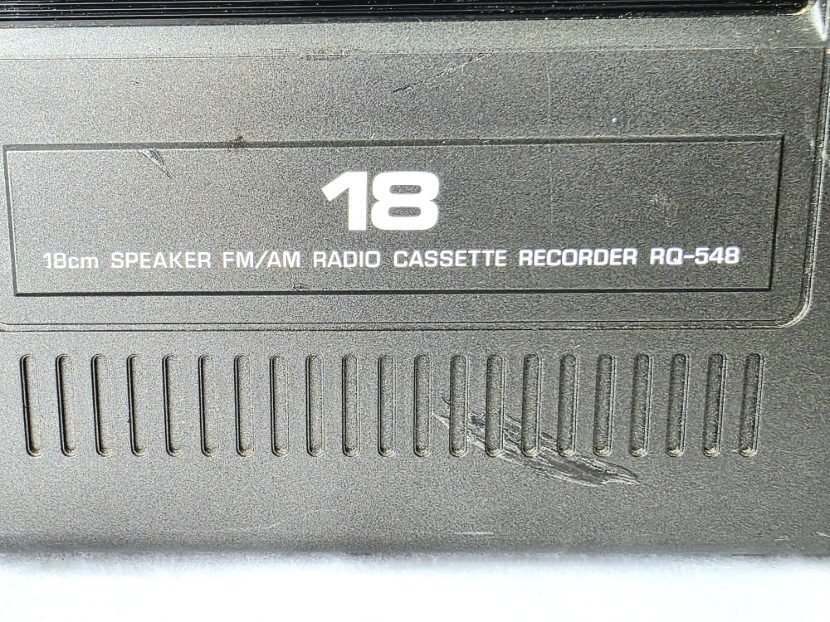 18
18cm SPEAKER FM/AM RADIO CASSETTE RECORDER RQ-548